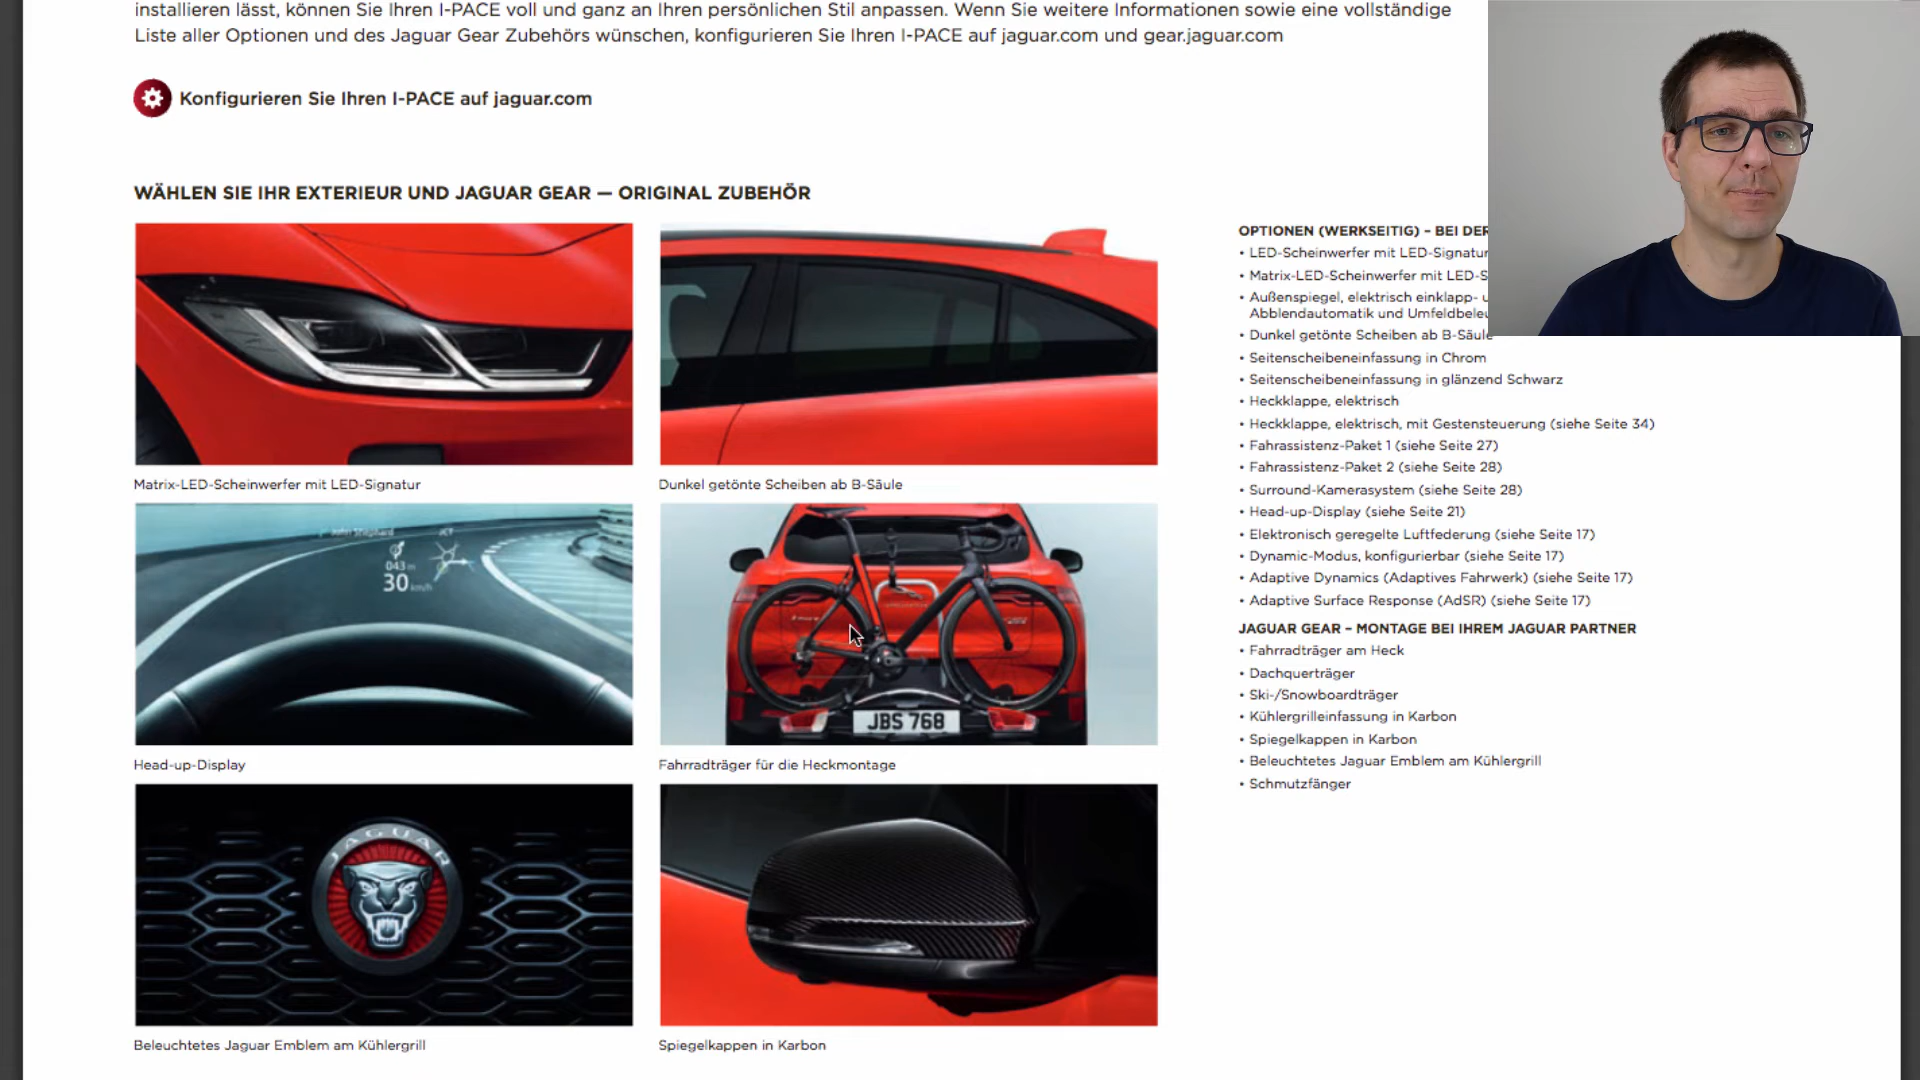 installieren lässt, können Sie Ihren I-PACE voll und ganz an Ihren persönlichen Stil anpassen. Wenn Sie weitere Informationen sowie eine vollständige
Liste aller Optionen und des Jaguar Gear Zubehörs wünschen, konfigurieren Sie Ihren I-PACE auf jaguar.com und gear.jaguar.com
Konfigurieren Sie Ihren I-PACE auf jaguar.com
WÄHLEN SIE IHR EXTERIEUR UND JAGUAR GEAR — ORIGINAL ZUBEHÖR
Matrix-LED-Scheinwerfer mit LED-Signatur
Dunkel getönte Scheiben ab B-Säule
John Shephard
JCT
043 m
30 km/h
JBS 768
Head-up-Display
Fahrradträger für die Heckmontage
JAGUAR
Beleuchtetes Jaguar Emblem am Kühlergrill
Spiegelkappen in Karbon
OPTIONEN (WERKSEITIG) – BEI DER
• LED-Scheinwerfer mit LED-Signatur
• Matrix-LED-Scheinwerfer mit LED-S
• Außenspiegel, elektrisch einklapp- u
Abblendautomatik und Umfeldbeleu
• Dunkel getönte Scheiben ab B-Säule
• Seitenscheibeneinfassung in Chrom
• Seitenscheibeneinfassung in glänzend Schwarz
• Heckklappe, elektrisch
• Heckklappe, elektrisch, mit Gestensteuerung (siehe Seite 34)
• Fahrassistenz-Paket 1 (siehe Seite 27)
• Fahrassistenz-Paket 2 (siehe Seite 28)
• Surround-Kamerasystem (siehe Seite 28)
• Head-up-Display (siehe Seite 21)
• Elektronisch geregelte Luftfederung (siehe Seite 17)
• Dynamic-Modus, konfigurierbar (siehe Seite 17)
• Adaptive Dynamics (Adaptives Fahrwerk) (siehe Seite 17)
• Adaptive Surface Response (AdSR) (siehe Seite 17)
JAGUAR GEAR – MONTAGE BEI IHREM JAGUAR PARTNER
• Fahrradträger am Heck
• Dachquerträger
• Ski-/Snowboardträger
• Kühlergrilleinfassung in Karbon
• Spiegelkappen in Karbon
• Beleuchtetes Jaguar Emblem am Kühlergrill
• Schmutzfänger